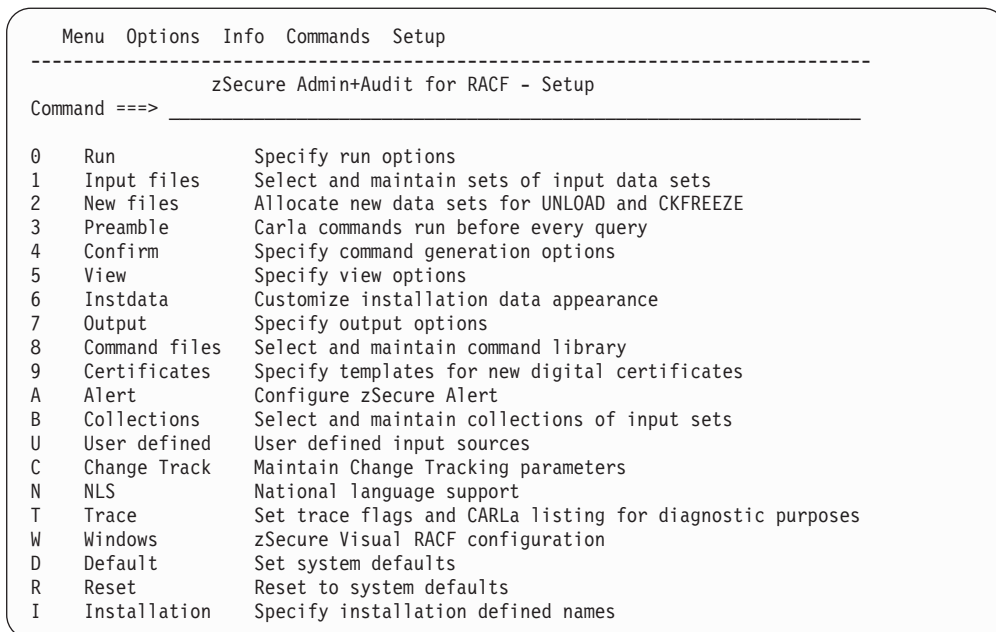 Menu Options Info Commands Setup
-------------------------------------------------------------------------------
zSecure Admin+Audit for RACF - Setup
Command ===> _________________________________________________________________
0 Run Specify run options
1 Input files Select and maintain sets of input data sets
2 New files Allocate new data sets for UNLOAD and CKFREEZE
3 Preamble Carla commands run before every query
4 Confirm Specify command generation options
5 View Specify view options
6 Instdata Customize installation data appearance
7 Output Specify output options
8 Command files Select and maintain command library
9 Certificates Specify templates for new digital certificates
A Alert Configure zSecure Alert
B Collections Select and maintain collections of input sets
U User defined User defined input sources
C Change Track Maintain Change Tracking parameters
N NLS National language support
T Trace Set trace flags and CARLa listing for diagnostic purposes
W Windows zSecure Visual RACF configuration
D Default Set system defaults
R Reset Reset to system defaults
I Installation Specify installation defined names